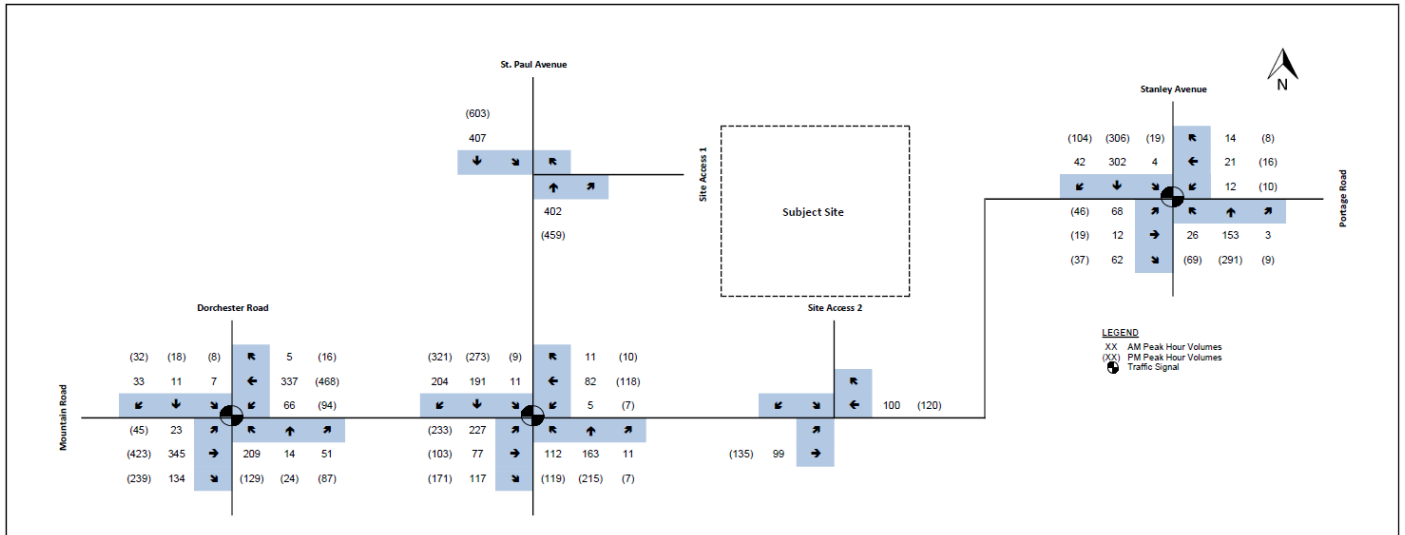 St. Paul Avenue
N
Stanley Avenue
(603)
407
(104) (306) (19) 14 (8)
42 302 4 21 (16)
12 (10)
Site Access 1
Subject Site
Portage Road
402
(459)
(46) 68
(19) 12 26 153 3
(37) 62 (69) (291) (9)
Dorchester Road
Site Access 2
LEGEND
XX AM Peak Hour Volumes
(XX) PM Peak Hour Volumes
Traffic Signal
(32) (18) (8) 5 (16) (321) (273) (9) 11 (10)
33 11 7 337 (468) 204 191 11 82 (118)
66 (94) 5 (7) 100 (120)
Mountain Road
(45) 23 (233) 227
(423) 345 209 14 51 (103) 77 112 163 11 (135) 99
(239) 134 (129) (24) (87) (171) 117 (119) (215) (7)